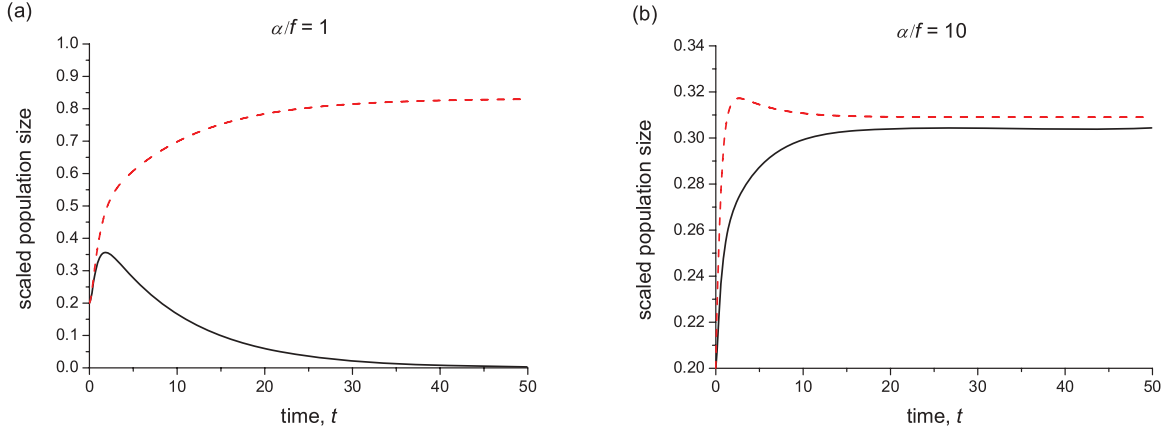 (a)
α/f = 1
scaled population size
1.0
0.9
0.8
0.7
0.6
0.5
0.4
0.3
0.2
0.1
0.0
0 10 20 30 40 50
time, t
(b)
α/f = 10
scaled population size
0.34
0.32
0.30
0.28
0.26
0.24
0.22
0.20
0 10 20 30 40 50
time, t